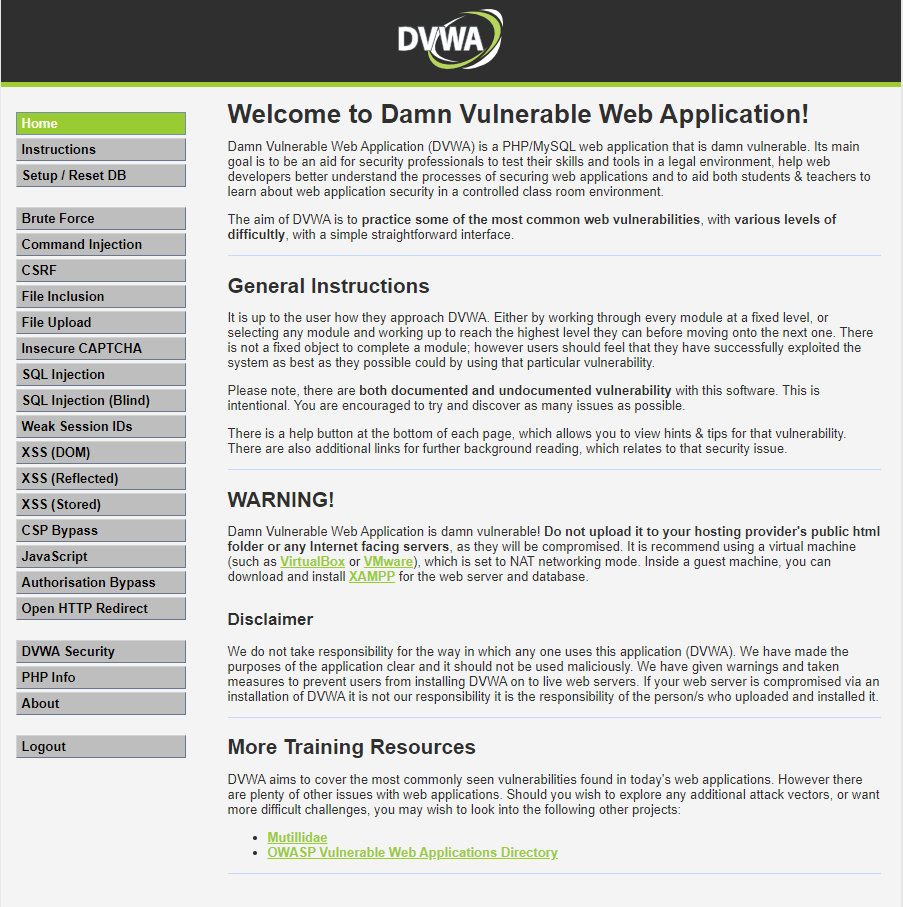 DVWA
Home
Instructions
Setup / Reset DB
Brute Force
Command Injection
CSRF
File Inclusion
File Upload
Insecure CAPTCHA
SQL Injection
SQL Injection (Blind)
Weak Session IDs
XSS (DOM)
XSS (Reflected)
XSS (Stored)
CSP Bypass
JavaScript
Authorisation Bypass
Open HTTP Redirect
DVWA Security
PHP Info
About
Logout
Welcome to Damn Vulnerable Web Application!
Damn Vulnerable Web Application (DVWA) is a PHP/MySQL web application that is damn vulnerable. Its main
goal is to be an aid for security professionals to test their skills and tools in a legal environment, help web
developers better understand the processes of securing web applications and to aid both students & teachers to
learn about web application security in a controlled class room environment.
The aim of DVWA is to practice some of the most common web vulnerabilities, with various levels of
difficultly, with a simple straightforward interface.
General Instructions
It is up to the user how they approach DVWA. Either by working through every module at a fixed level, or
selecting any module and working up to reach the highest level they can before moving onto the next one. There
is not a fixed object to complete a module; however users should feel that they have successfully exploited the
system as best as they possible could by using that particular vulnerability.
Please note, there are both documented and undocumented vulnerability with this software. This is
intentional. You are encouraged to try and discover as many issues as possible.
There is a help button at the bottom of each page, which allows you to view hints & tips for that vulnerability.
There are also additional links for further background reading, which relates to that security issue.
WARNING!
Damn Vulnerable Web Application is damn vulnerable! Do not upload it to your hosting provider's public html
folder or any Internet facing servers, as they will be compromised. It is recommend using a virtual machine
(such as VirtualBox or VMware), which is set to NAT networking mode. Inside a guest machine, you can
download and install XAMPP for the web server and database.
Disclaimer
We do not take responsibility for the way in which any one uses this application (DVWA). We have made the
purposes of the application clear and it should not be used maliciously. We have given warnings and taken
measures to prevent users from installing DVWA on to live web servers. If your web server is compromised via an
installation of DVWA it is not our responsibility it is the responsibility of the person/s who uploaded and installed it.
More Training Resources
DVWA aims to cover the most commonly seen vulnerabilities found in today's web applications. However there
are plenty of other issues with web applications. Should you wish to explore any additional attack vectors, or want
more difficult challenges, you may wish to look into the following other projects:
• Mutillidae
• OWASP Vulnerable Web Applications Directory